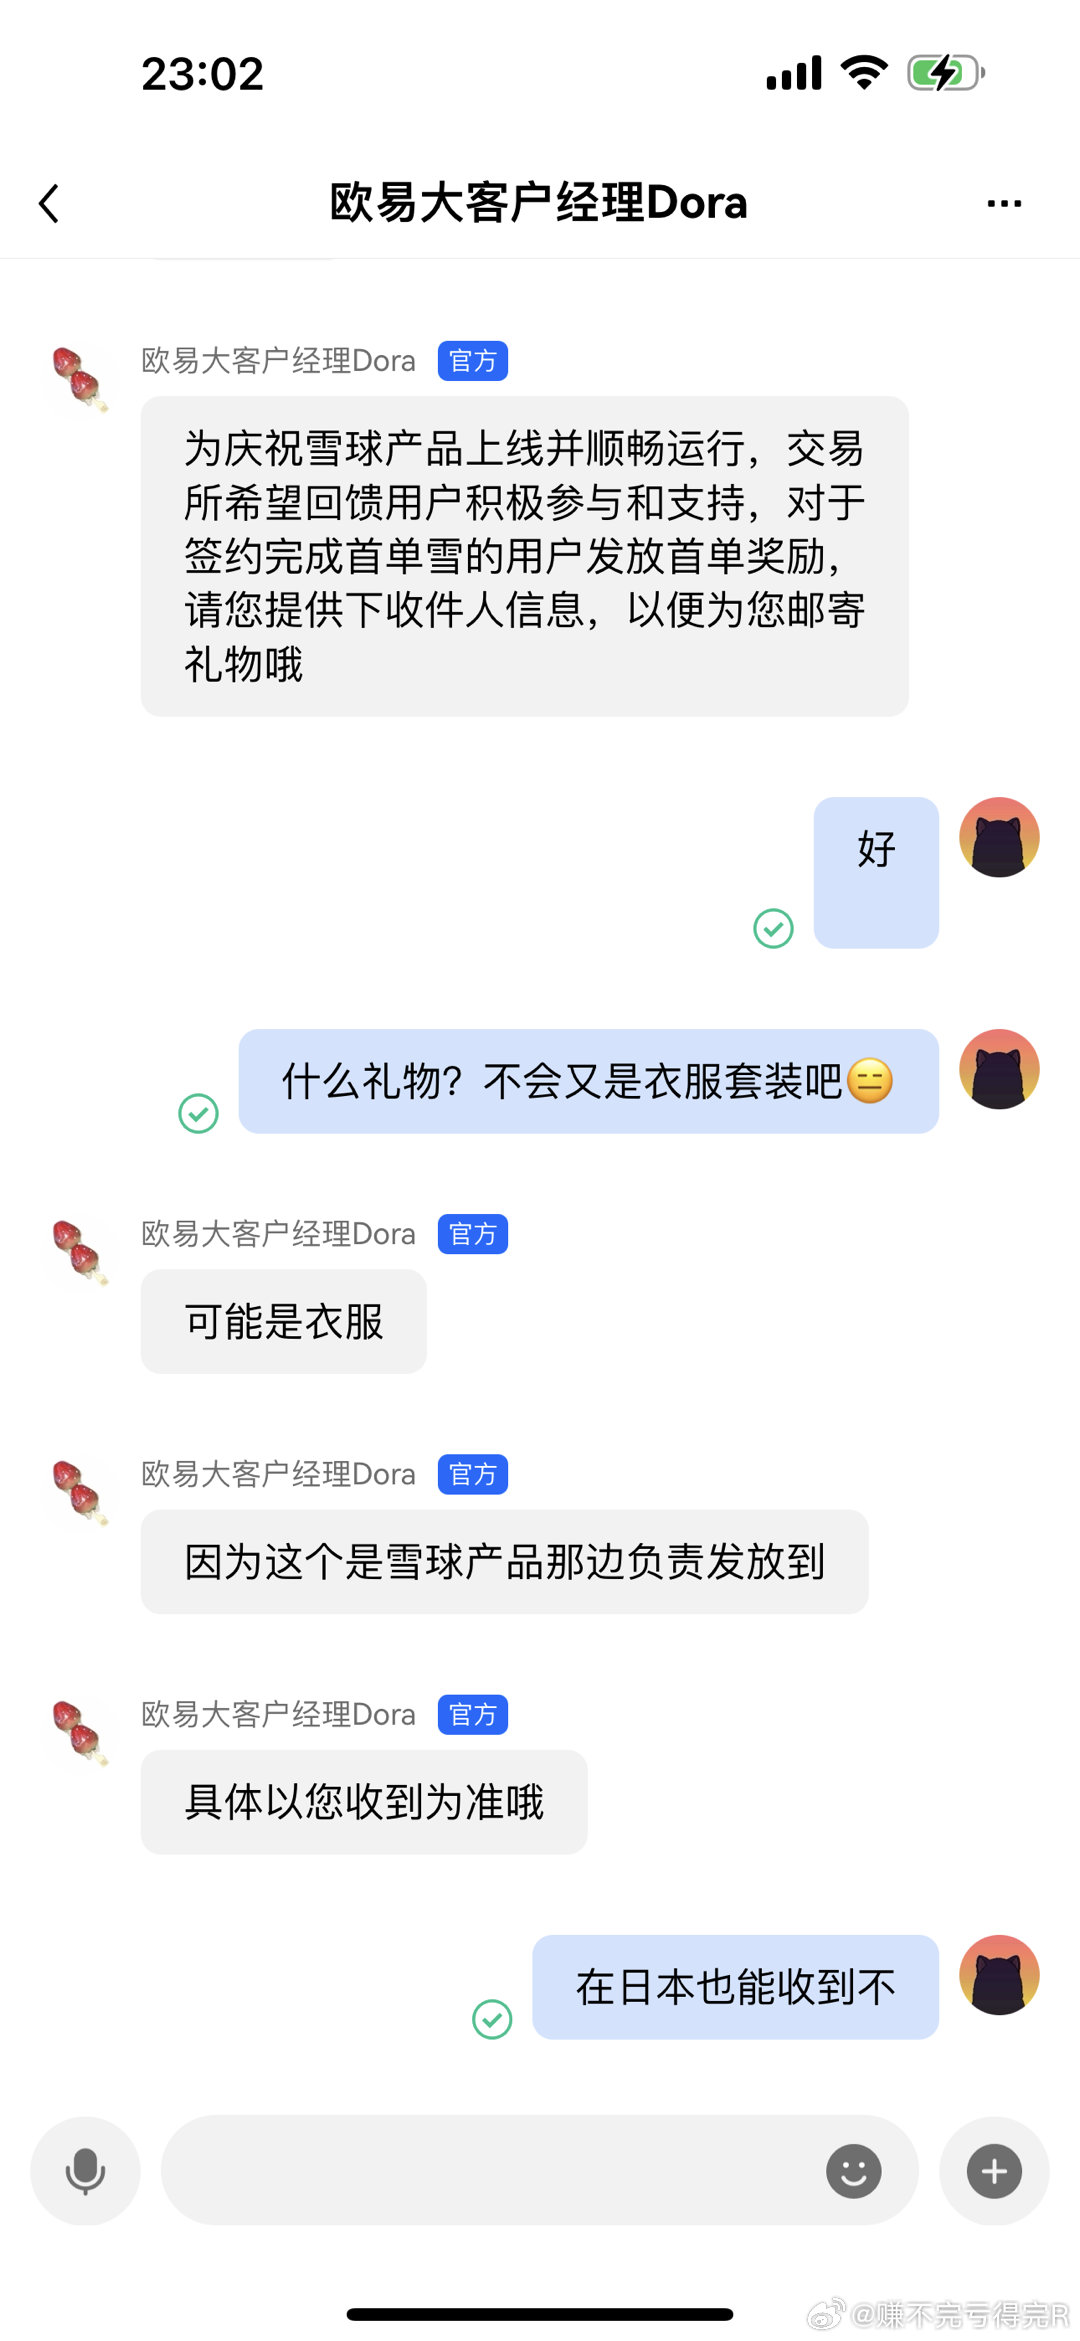 23:02
欧易大客户经理Dora
欧易大客户经理Dora 官方
为庆祝雪球产品上线并顺畅运行，交易
所希望回馈用户积极参与和支持，对于
签约完成首单雪的用户发放首单奖励，
请您提供下收件人信息，以便为您邮寄
礼物哦
好
什么礼物？不会又是衣服套装吧😑
欧易大客户经理Dora 官方
可能是衣服
欧易大客户经理Dora 官方
因为这个是雪球产品那边负责发放到
欧易大客户经理Dora 官方
具体以您收到为准哦
在日本也能收到不
@赚不完亏得完R